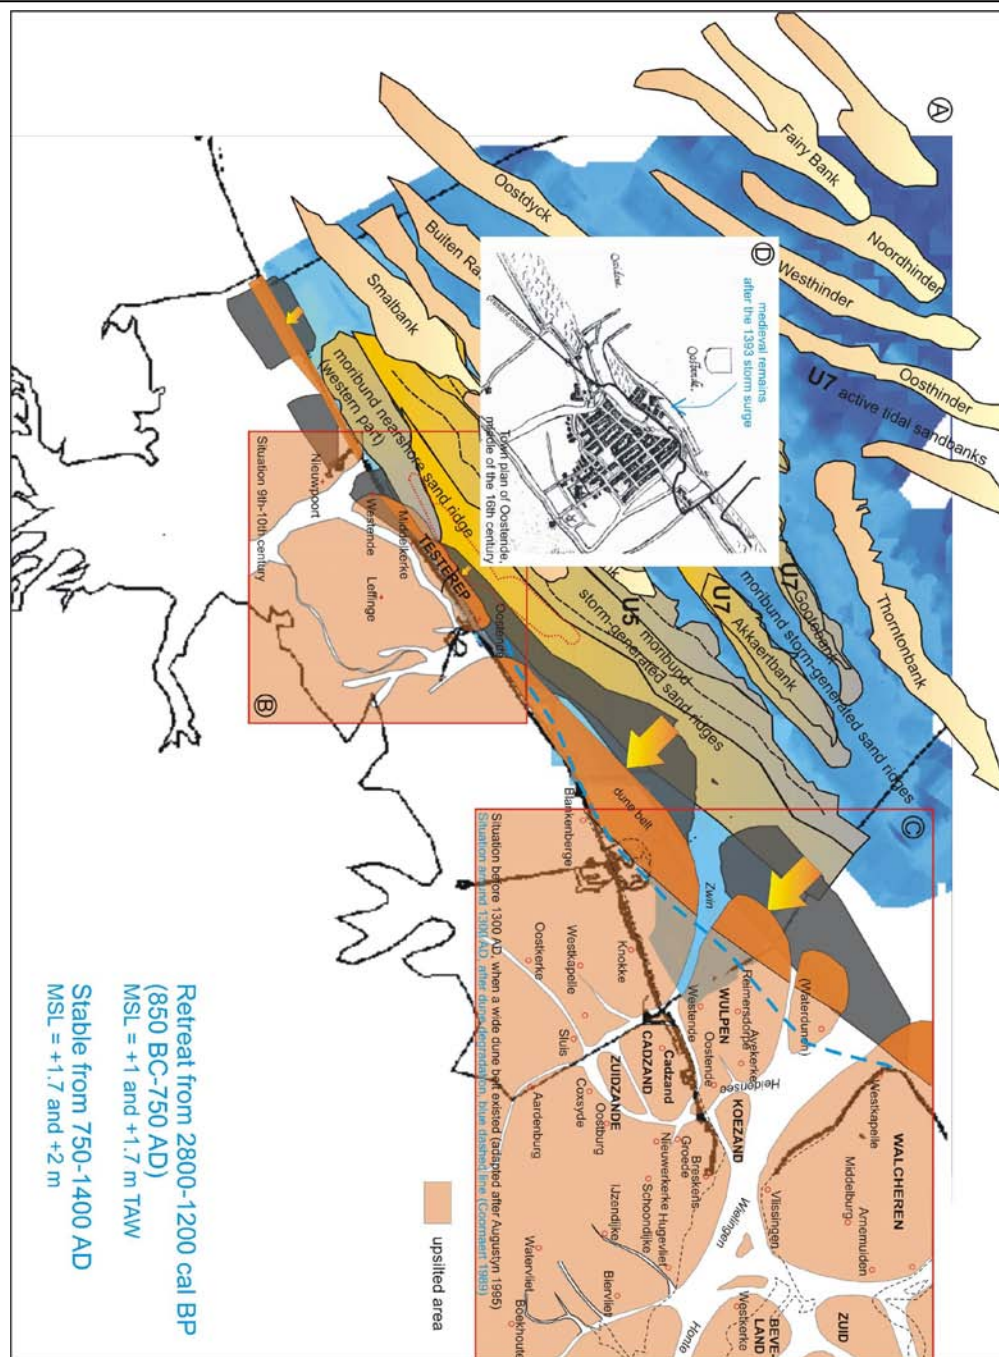 A
Fairy Bank
Noordhinder
Westhinder
Oosthinder
U7 active tidal sandbanks
Oostdyck
Buiten Ra
Smalbank
Thorntonbank
U7
Gootebank
moribund storm-generated sand ridges
U7
Akkaertbank
U5
moribund
storm-generated sand ridges
moribund nearshore sand ridge
(western part)
D
medieval remains
after the 1393 storm surge
Oostende
Town plan of Oostende,
middle of the 16th century
B
Situation 9th-10th century
Nieuwpoort
Westende
Middelkerke
TESTEREP
Leffinge
Oostende
C
dune belt
Zwin
Blankenberge
Knokke
Westkapelle
Oostkerke
Sluis
Aardenburg
(Waterdunen)
Reimersdorpe
Avekerke
WULPEN
Westende
Oostende
Heidensee
CADZAND
Cadzand
ZUIDZANDE
Coxsyde
Oostburg
KOEZAND
Breskens
Groede
Nieuwerkerke
Hugevliet
Schoondijke
IJzendijke
Watervliet
Biervliet
Boekhoute
WALCHEREN
Westkapelle
Middelburg
Arnemuiden
Vlissingen
Wielingen
Honte
Westkerke
BEVE-
LAND
ZUID
Situation before 1300 AD, when a wide dune belt existed (adapted after Augustyn 1995)
Situation around 1300 AD, after dune degradation, blue dashed line (Coornaert 1989)
upsilted area
Retreat from 2800-1200 cal BP
(850 BC-750 AD)
MSL = +1 and +1.7 m TAW
Stable from 750-1400 AD
MSL = +1.7 and +2 m